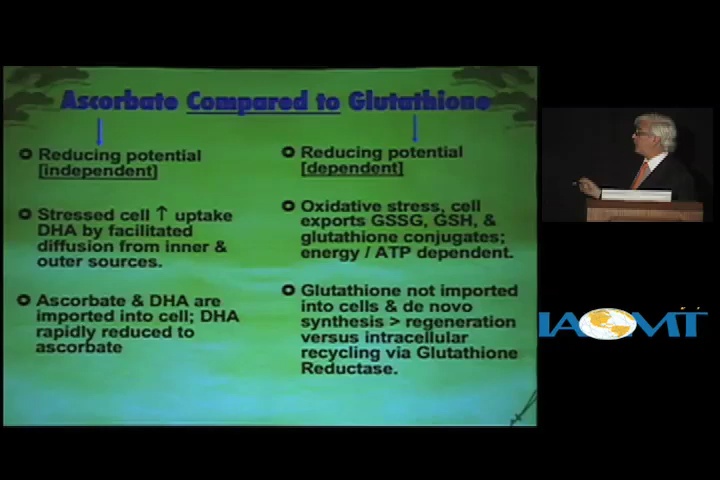 Ascorbate Compared to Glutathione
Reducing potential
[independent]
Stressed cell ↑ uptake
DHA by facilitated
diffusion from inner &
outer sources.
Ascorbate & DHA are
imported into cell; DHA
rapidly reduced to
ascorbate
Reducing potential
[dependent]
Oxidative stress, cell
exports GSSG, GSH, &
glutathione conjugates;
energy / ATP dependent.
Glutathione not imported
into cells & de novo
synthesis > regeneration
versus intracellular
recycling via Glutathione
Reductase.
IAOMT